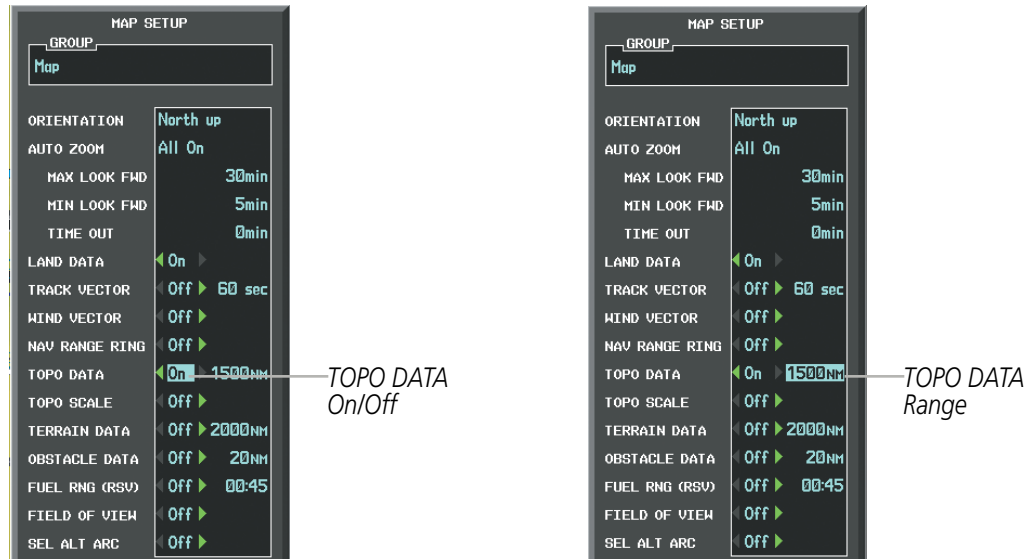 MAP SETUP
GROUP
Map
ORIENTATION North up
AUTO ZOOM All On
MAX LOOK FWD 30min
MIN LOOK FWD 5min
TIME OUT 0min
LAND DATA On
TRACK VECTOR Off 60 sec
WIND VECTOR Off
NAV RANGE RING Off
TOPO DATA On 1500NM
TOPO SCALE Off
TERRAIN DATA Off 2000NM
OBSTACLE DATA Off 20NM
FUEL RNG (RSV) Off 00:45
FIELD OF VIEW Off
SEL ALT ARC Off
TOPO DATA
On/Off
MAP SETUP
GROUP
Map
ORIENTATION North up
AUTO ZOOM All On
MAX LOOK FWD 30min
MIN LOOK FWD 5min
TIME OUT 0min
LAND DATA On
TRACK VECTOR Off 60 sec
WIND VECTOR Off
NAV RANGE RING Off
TOPO DATA On 1500NM
TOPO SCALE Off
TERRAIN DATA Off 2000NM
OBSTACLE DATA Off 20NM
FUEL RNG (RSV) Off 00:45
FIELD OF VIEW Off
SEL ALT ARC Off
TOPO DATA
Range